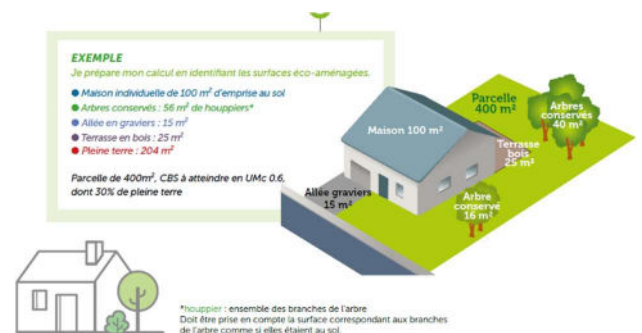 EXEMPLE
Je prépare mon calcul en identifiant les surfaces éco-aménagées.
Maison individuelle de 100 m² d'emprise au sol
Arbres conservés : 56 m² de houppiers*
Allée en graviers : 15 m²
Terrasse en bois : 25 m²
Pleine terre : 204 m²
Parcelle de 400m², CBS à atteindre en UMc 0.6,
dont 30% de pleine terre
Parcelle
400 m²
Arbres
conservés
40 m²
Maison 100 m²
Terrasse
bois
25 m²
Allée graviers
15 m²
Arbre
conservé
16 m²
*houppier : ensemble des branches de l'arbre
Doit être prise en compte la surface correspondant aux branches
de l'arbre comme si elles étaient au sol.